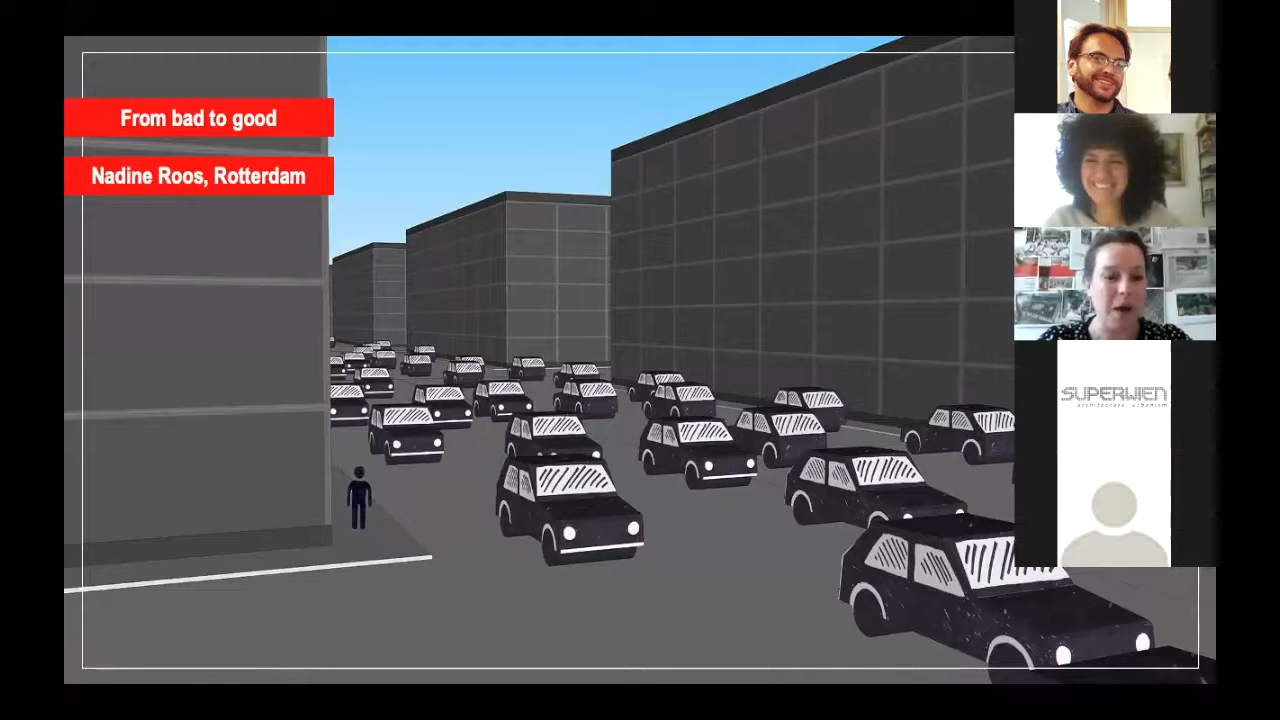 From bad to good
Nadine Roos, Rotterdam
SUPERWIEN
architecture urbanism